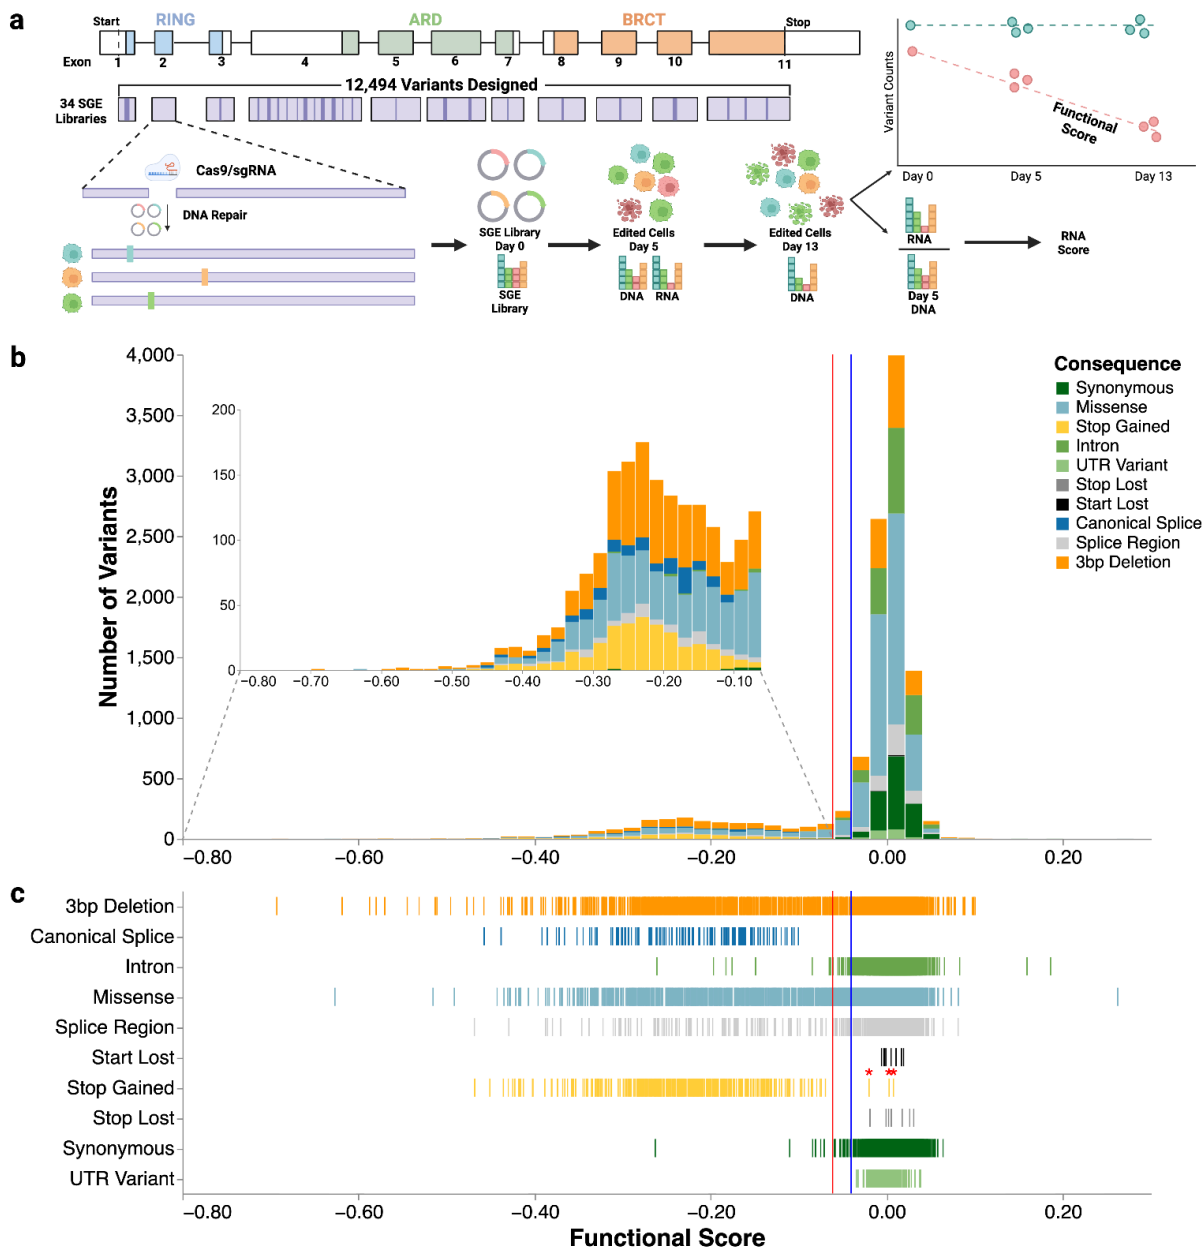 a
Start
RING
ARD
BRCT
Stop
Exon
1
2
3
4
5
6
7
8
9
10
11
12,494 Variants Designed
34 SGE
Libraries
Cas9/sgRNA
DNA Repair
SGE Library
Day 0
SGE
Library
Edited Cells
Day 5
DNA
RNA
Edited Cells
Day 13
DNA
Variant Counts
Functional
Score
Day 0
Day 5
Day 13
RNA
Day 5
DNA
RNA
Score
b
Number of Variants
4,000
3,500
3,000
2,500
2,000
1,500
1,000
500
0
200
150
100
50
0
−0.80
−0.70
−0.60
−0.50
−0.40
−0.30
−0.20
−0.10
−0.80
−0.60
−0.40
−0.20
0.00
0.20
Consequence
Synonymous
Missense
Stop Gained
Intron
UTR Variant
Stop Lost
Start Lost
Canonical Splice
Splice Region
3bp Deletion
c
3bp Deletion
Canonical Splice
Intron
Missense
Splice Region
Start Lost
* **
Stop Gained
Stop Lost
Synonymous
UTR Variant
−0.80
−0.60
−0.40
−0.20
0.00
0.20
Functional Score